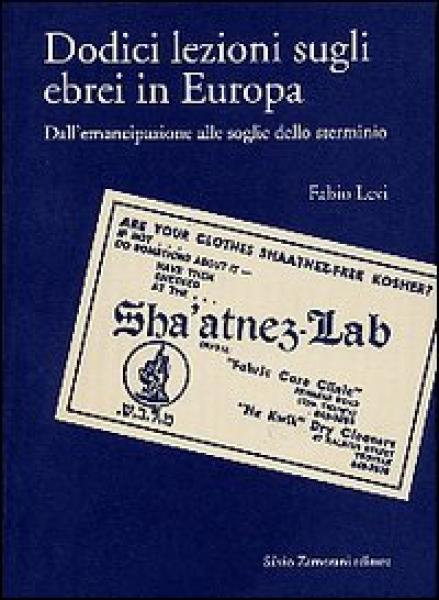 Dodici lezioni sugli
ebrei in Europa
Dall'emancipazione alle soglie dello sterminio
Fabio Levi
ARE YOUR CLOTHES SHAATNEZ-FREE KOSHER?
IF NOT . . .
DO SOMETHING ABOUT IT —
HAVE THEM
CHECKED
AT THE . . .
Sha'atnez-Lab
"Fabric Care Clinic"
"Na Kwik" Dry Cleaners
Silvio Zamorani editore